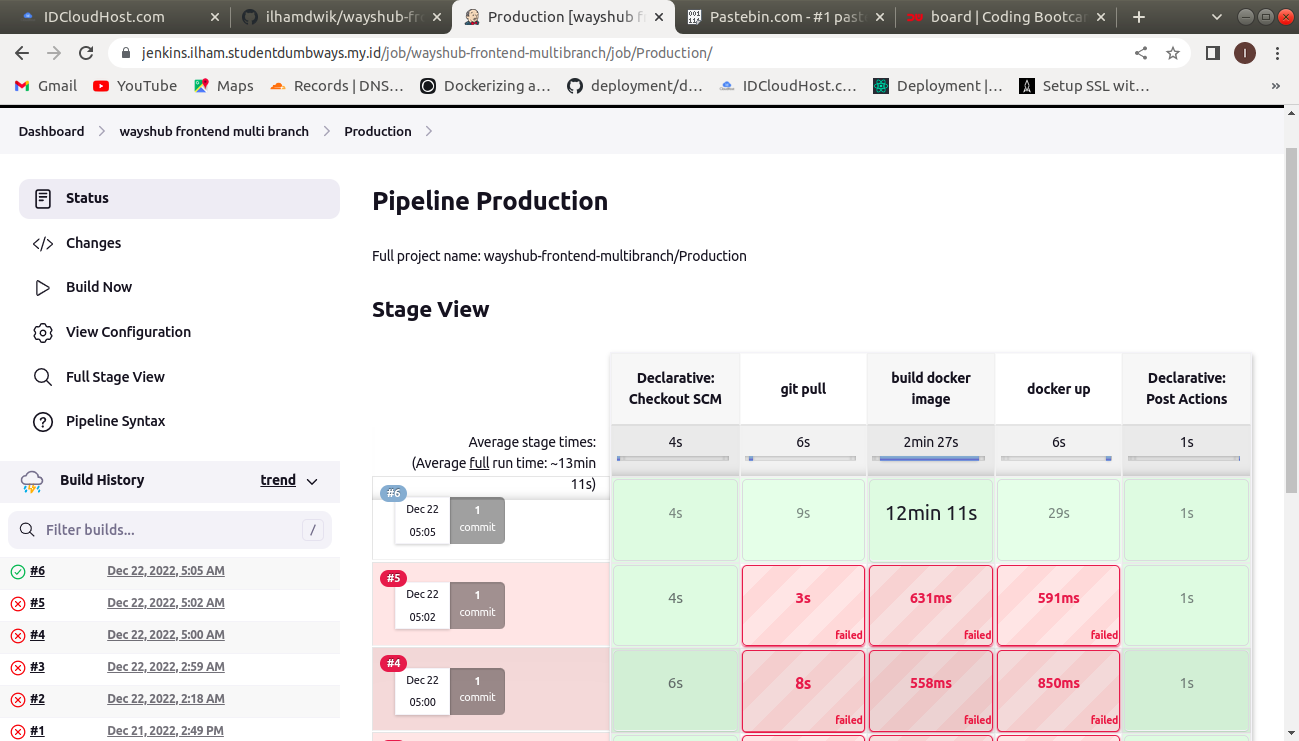 IDCloudHost.com
ilhamdwik/wayshub-fr
Production [wayshub f
Pastebin.com - #1 past
board | Coding Bootcar
jenkins.ilham.studentdumbways.my.id/job/wayshub-frontend-multibranch/job/Production/
I
Gmail
YouTube
Maps
Records | DNS...
Dockerizing a...
deployment/d...
IDCloudHost.c...
Deployment |...
Setup SSL wit...
»
Dashboard
wayshub frontend multi branch
Production
Status
Changes
Build Now
View Configuration
Full Stage View
Pipeline Syntax
Build History
trend
Filter builds...
/
#6
Dec 22, 2022, 5:05 AM
#5
Dec 22, 2022, 5:02 AM
#4
Dec 22, 2022, 5:00 AM
#3
Dec 22, 2022, 2:59 AM
#2
Dec 22, 2022, 2:18 AM
#1
Dec 21, 2022, 2:49 PM
Pipeline Production
Full project name: wayshub-frontend-multibranch/Production
Stage View
Declarative:
Checkout SCM
git pull
build docker
image
docker up
Declarative:
Post Actions
Average stage times:
(Average full run time: ~13min
11s)
4s
6s
2min 27s
6s
1s
#6
Dec 22
05:05
1
commit
4s
9s
12min 11s
29s
1s
#5
Dec 22
05:02
1
commit
4s
3s
failed
631ms
failed
591ms
failed
1s
#4
Dec 22
05:00
1
commit
6s
8s
failed
558ms
failed
850ms
failed
1s